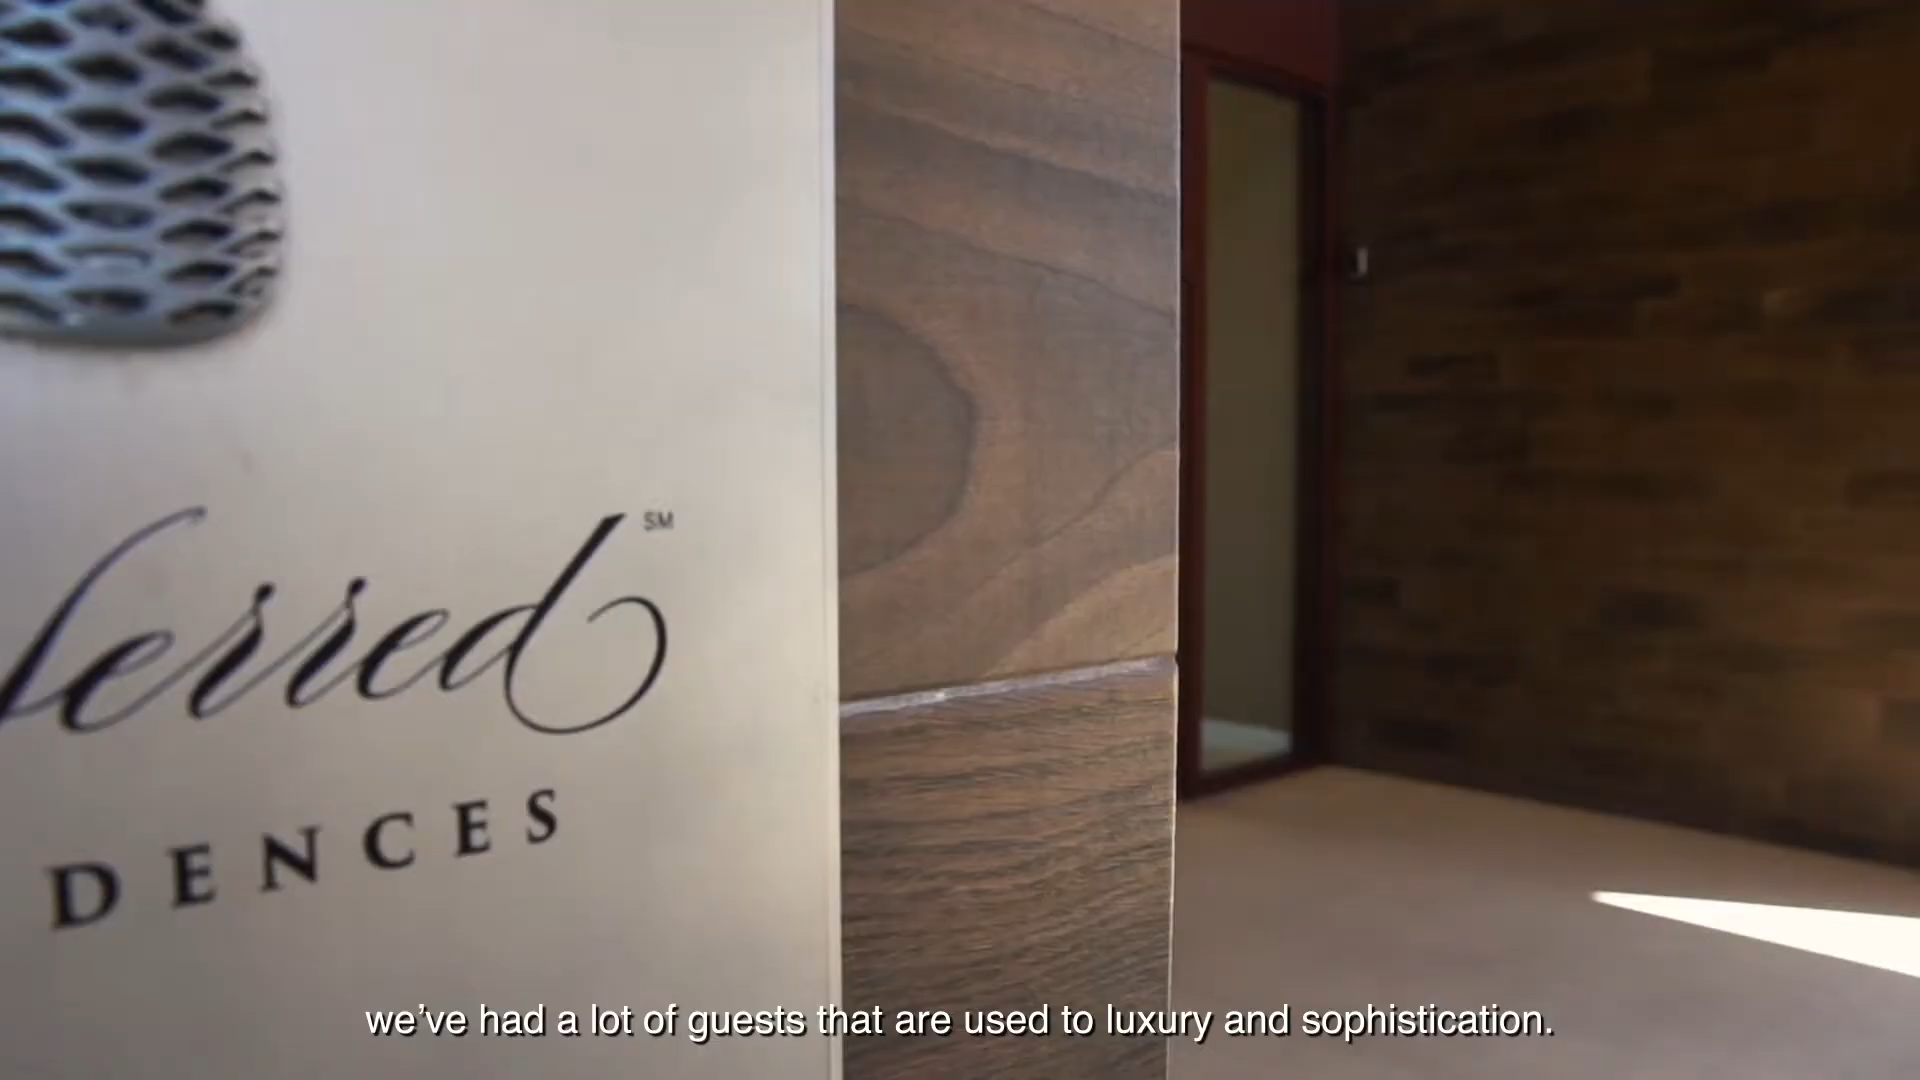 ferred SM
DENCES
we've had a lot of guests that are used to luxury and sophistication.